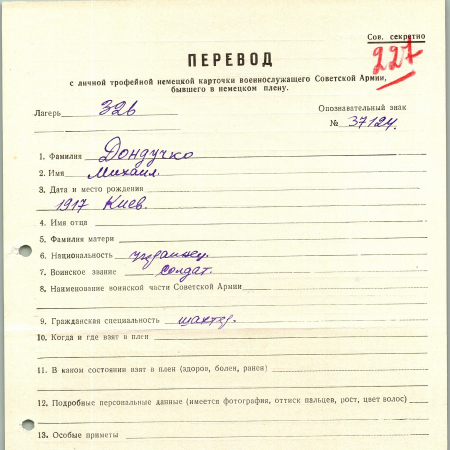 Сов. секретно
227
ПЕРЕВОД
с личной трофейной немецкой карточки военнослужащего Советской Армии,
бывшего в немецком плену.
Лагерь 326
Опознавательный знак
№ 37124.
1. Фамилия Дондучко
2. Имя Михаил
3. Дата и место рождения
1917 Киев.
4. Имя отца
5. Фамилия матери
6. Национальность украинец.
7. Воинское звание солдат.
8. Наименование воинской части Советской Армии
9. Гражданская специальность шахтер.
10. Когда и где взят в плен
11. В каком состоянии взят в плен (здоров, болен, ранен)
12. Подробные персональные данные (имеется фотография, оттиск пальцев, рост, цвет волос)
13. Особые приметы